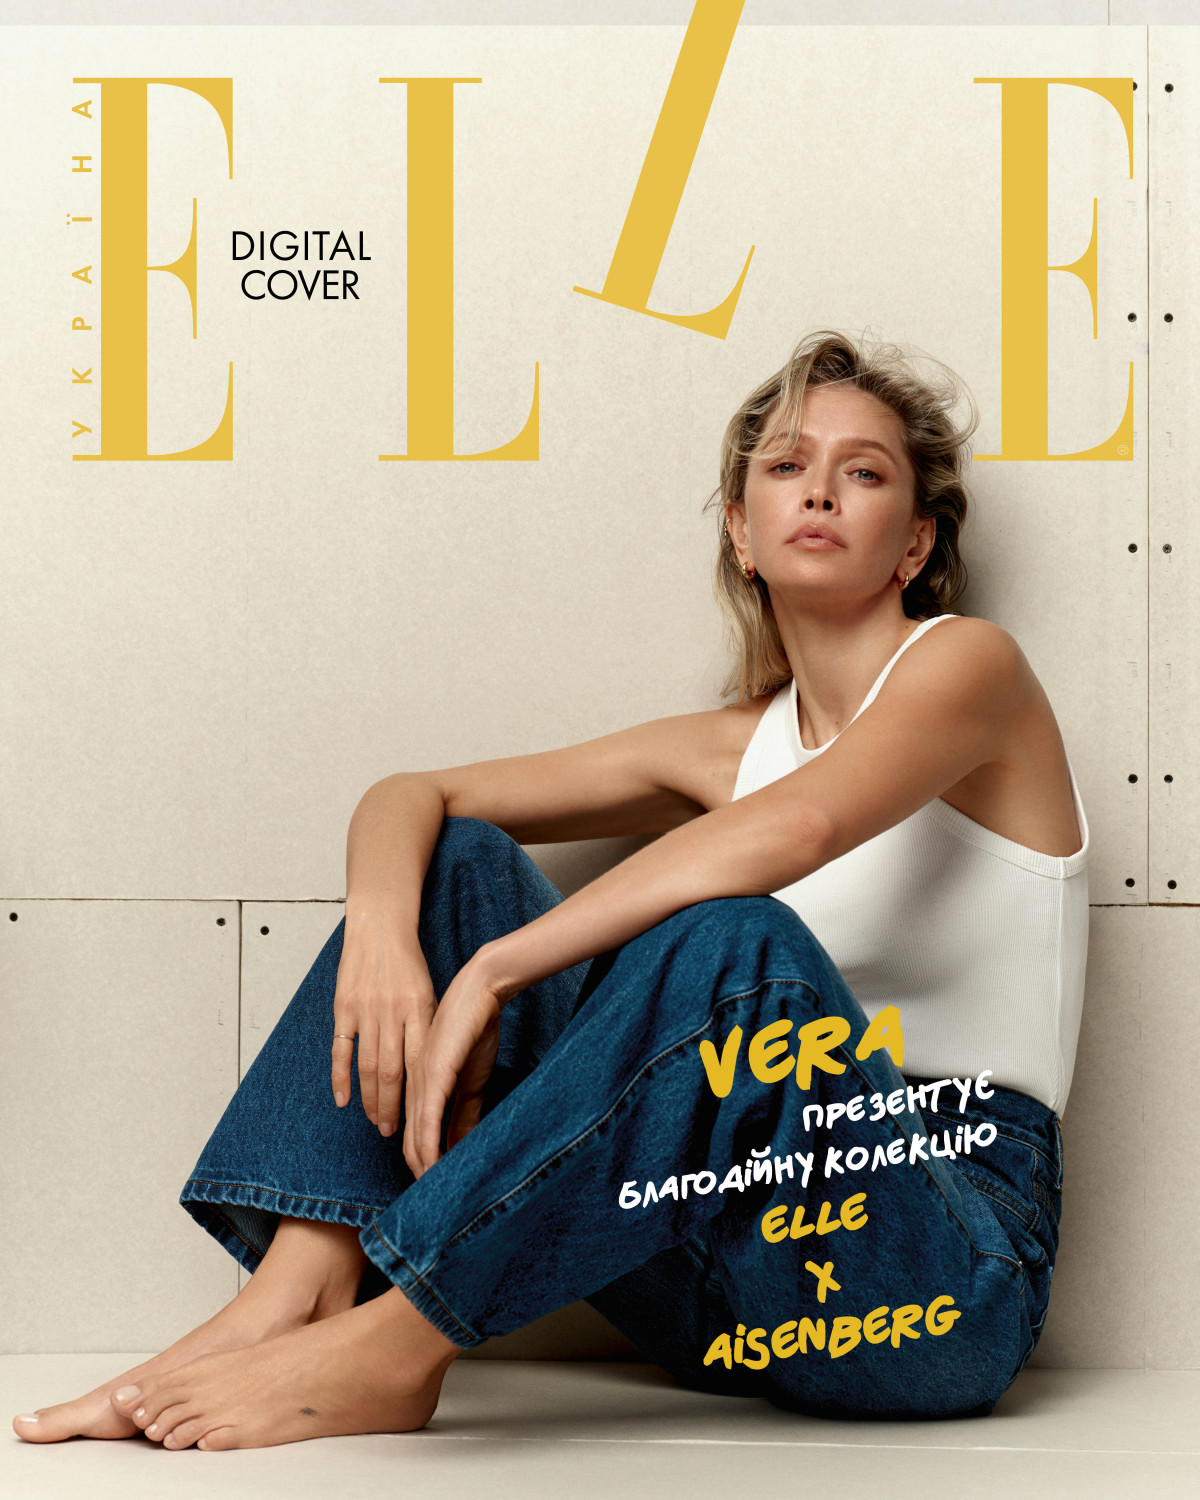 ELLE
УКРАЇНА
DIGITAL
COVER
VERA
ПРЕЗЕНТУЄ
БЛАГОДІЙНУ КОЛЕКЦІЮ
ELLE
X
AISENBERG